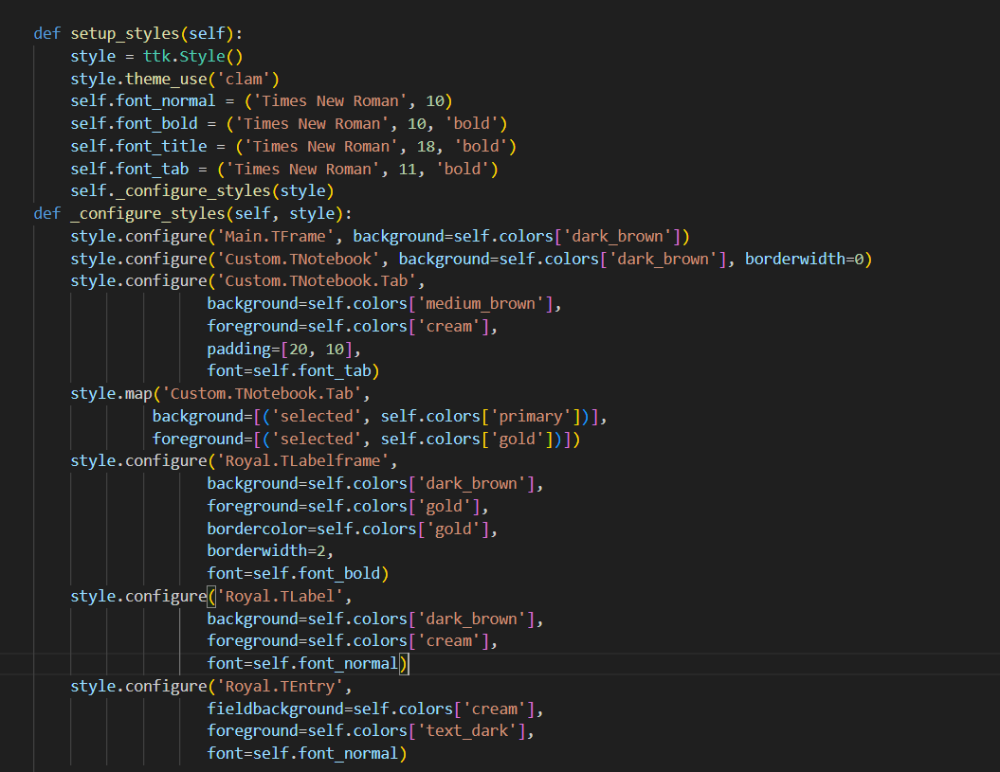 def setup_styles(self):
    style = ttk.Style()
    style.theme_use('clam')
    self.font_normal = ('Times New Roman', 10)
    self.font_bold = ('Times New Roman', 10, 'bold')
    self.font_title = ('Times New Roman', 18, 'bold')
    self.font_tab = ('Times New Roman', 11, 'bold')
    self._configure_styles(style)
def _configure_styles(self, style):
    style.configure('Main.TFrame', background=self.colors['dark_brown'])
    style.configure('Custom.TNotebook', background=self.colors['dark_brown'], borderwidth=0)
    style.configure('Custom.TNotebook.Tab',
                   background=self.colors['medium_brown'],
                   foreground=self.colors['cream'],
                   padding=[20, 10],
                   font=self.font_tab)
    style.map('Custom.TNotebook.Tab',
             background=[('selected', self.colors['primary'])],
             foreground=[('selected', self.colors['gold'])])
    style.configure('Royal.TLabelframe',
                   background=self.colors['dark_brown'],
                   foreground=self.colors['gold'],
                   bordercolor=self.colors['gold'],
                   borderwidth=2,
                   font=self.font_bold)
    style.configure('Royal.TLabel',
                   background=self.colors['dark_brown'],
                   foreground=self.colors['cream'],
                   font=self.font_normal)
    style.configure('Royal.TEntry',
                   fieldbackground=self.colors['cream'],
                   foreground=self.colors['text_dark'],
                   font=self.font_normal)